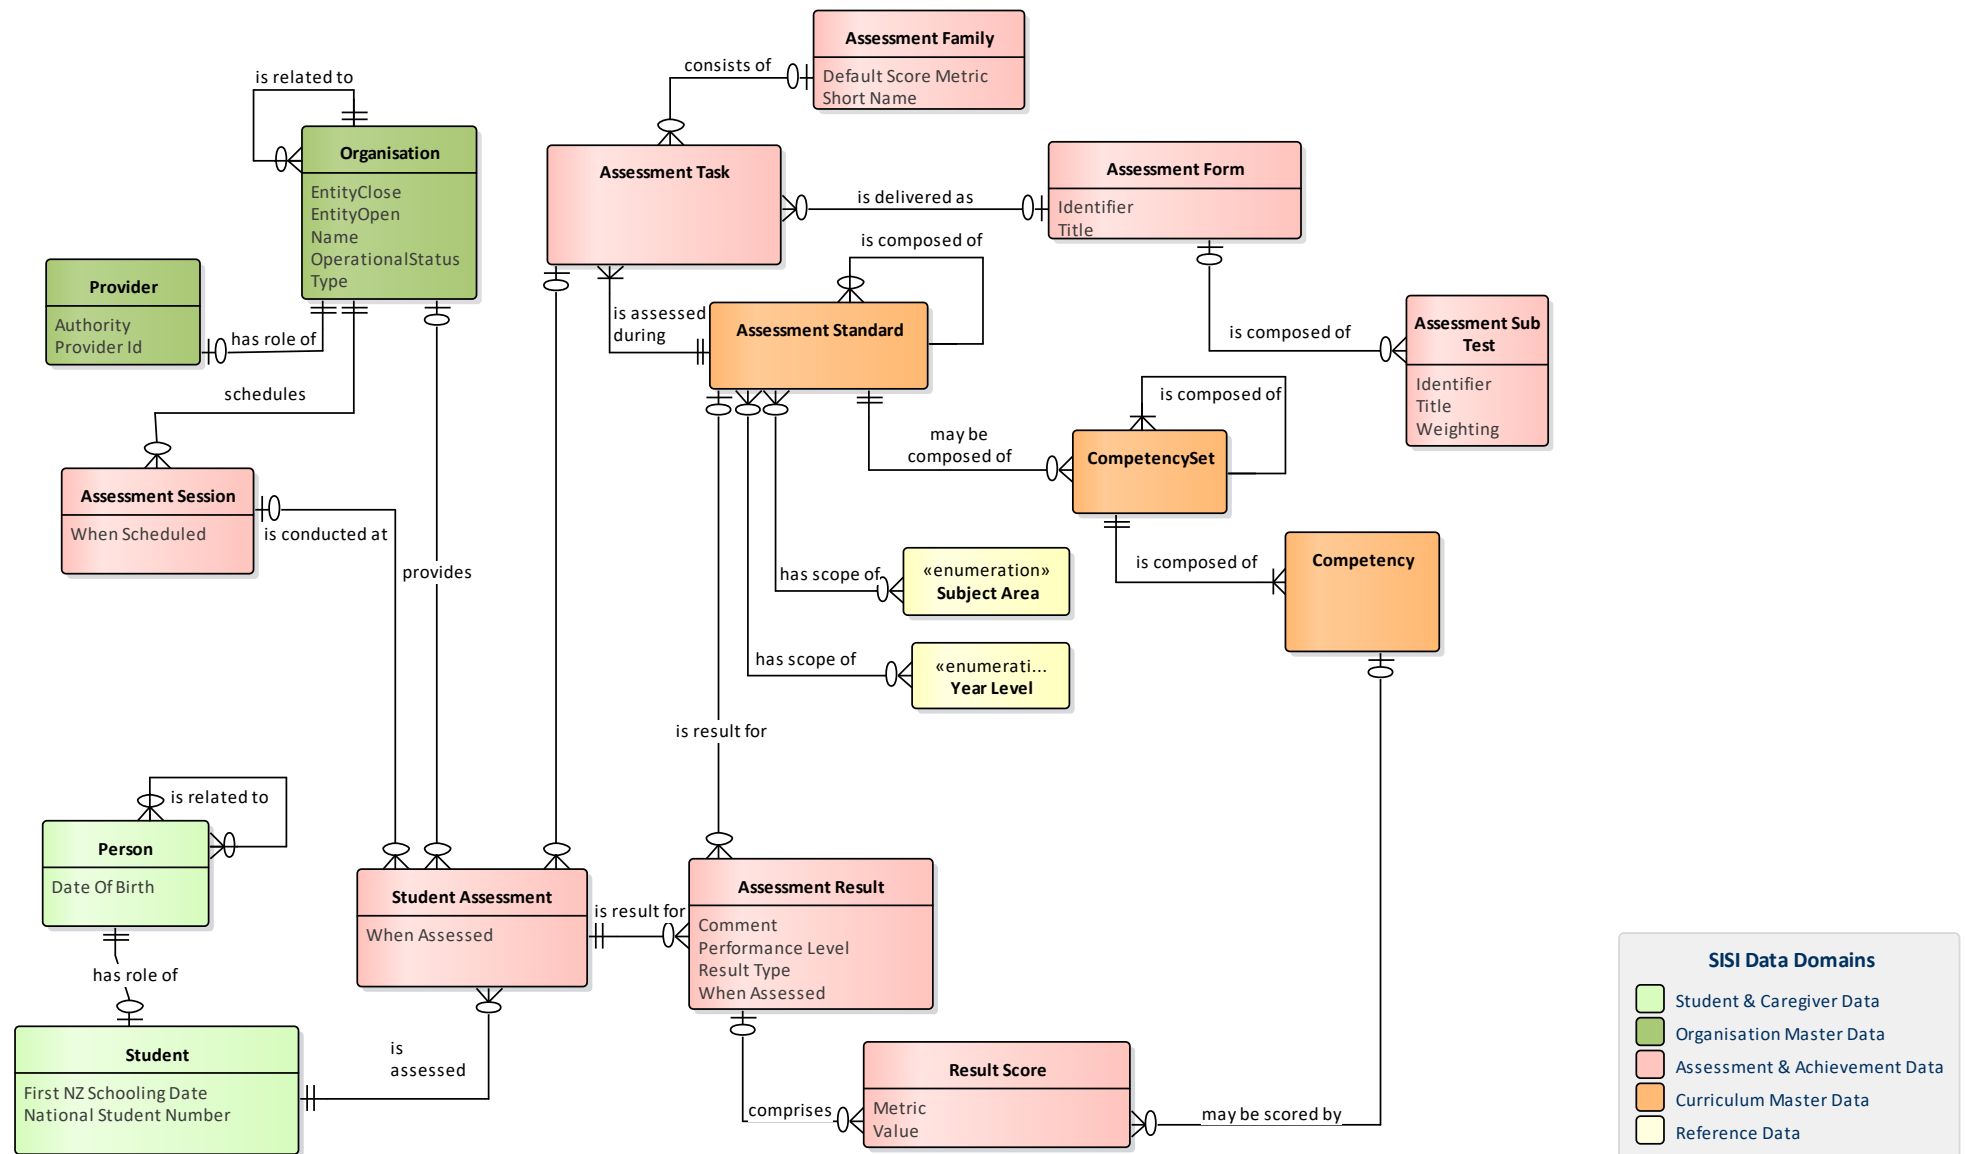 Assessment Family
Default Score Metric
Short Name
consists of
is related to
Organisation
EntityClose
EntityOpen
Name
OperationalStatus
Type
Assessment Task
Assessment Form
Identifier
Title
is delivered as
is composed of
Provider
Authority
Provider Id
has role of
is assessed
during
Assessment Standard
is composed of
Assessment Sub
Test
Identifier
Title
Weighting
schedules
is composed of
may be
composed of
CompetencySet
Assessment Session
When Scheduled
is conducted at
provides
is composed of
Competency
has scope of
«enumeration»
Subject Area
has scope of
«enumerati...
Year Level
is result for
is related to
Person
Date Of Birth
Student Assessment
When Assessed
is result for
Assessment Result
Comment
Performance Level
Result Type
When Assessed
has role of
Student
First NZ Schooling Date
National Student Number
is
assessed
comprises
Result Score
Metric
Value
may be scored by
SISI Data Domains
Student & Caregiver Data
Organisation Master Data
Assessment & Achievement Data
Curriculum Master Data
Reference Data